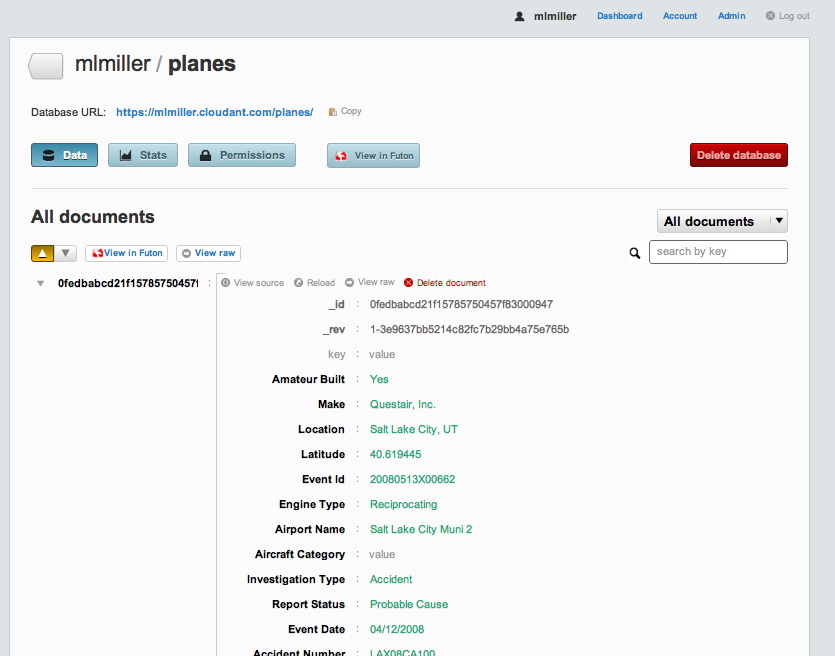 mlmiller Dashboard Account Admin Log out
mlmiller / planes
Database URL: https://mlmiller.cloudant.com/planes/ Copy
Data Stats Permissions View in Futon Delete database
All documents
All documents
View in Futon View raw search by key
0fedbabcd21f15785750457f : View source Reload View raw Delete document
_id : 0fedbabcd21f15785750457f83000947
_rev : 1-3e9637bb5214c82fc7b29bb4a75e765b
key : value
Amateur Built : Yes
Make : Questair, Inc.
Location : Salt Lake City, UT
Latitude : 40.619445
Event Id : 20080513X00662
Engine Type : Reciprocating
Airport Name : Salt Lake City Muni 2
Aircraft Category : value
Investigation Type : Accident
Report Status : Probable Cause
Event Date : 04/12/2008
Accident Number : LAX08CA100